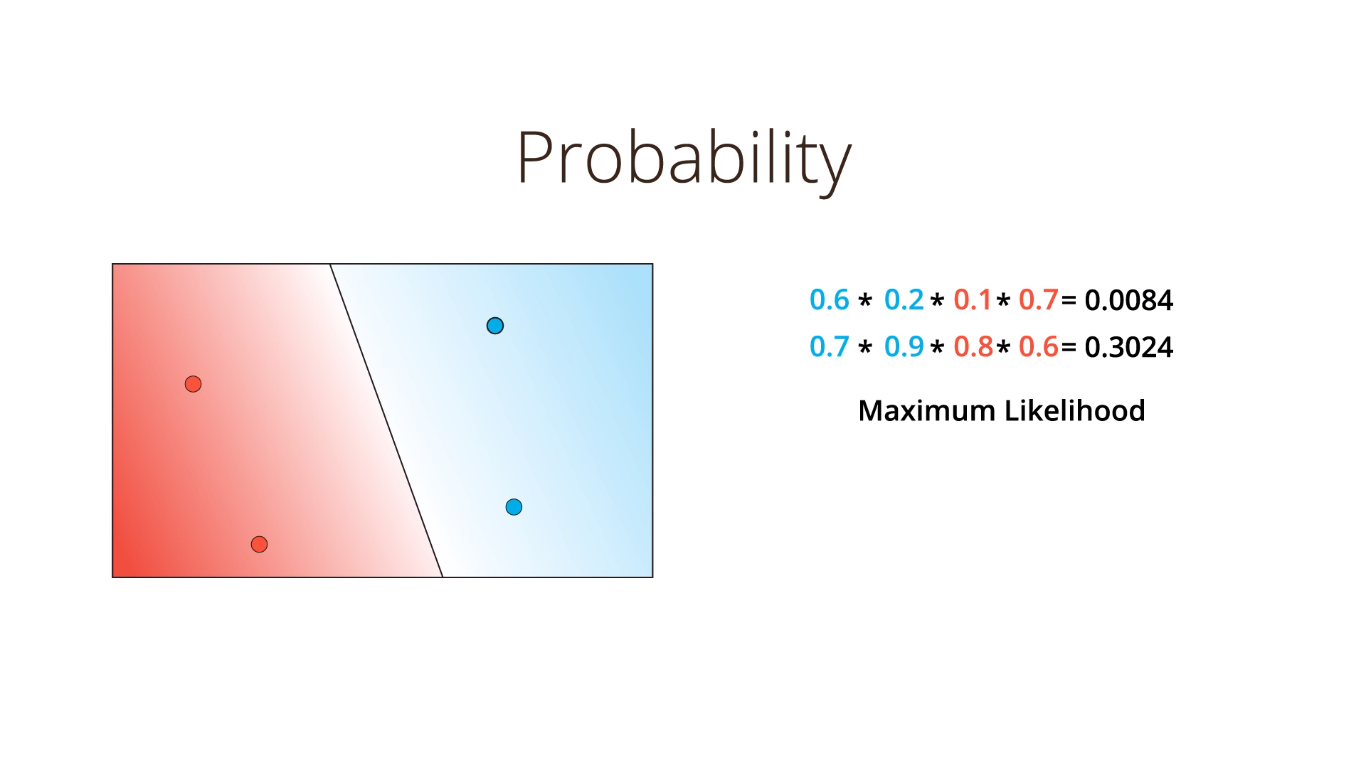 Probability
0.6 * 0.2 * 0.1 * 0.7 = 0.0084
0.7 * 0.9 * 0.8 * 0.6 = 0.3024
Maximum Likelihood